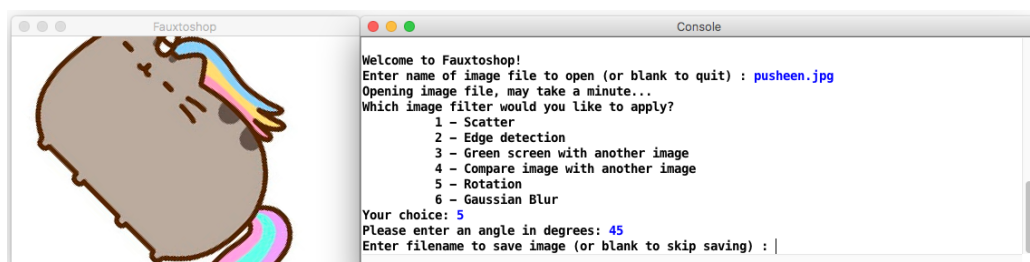 Fauxtoshop
Console
Welcome to Fauxtoshop!
Enter name of image file to open (or blank to quit) : pusheen.jpg
Opening image file, may take a minute...
Which image filter would you like to apply?
1 – Scatter
2 – Edge detection
3 – Green screen with another image
4 – Compare image with another image
5 – Rotation
6 – Gaussian Blur
Your choice: 5
Please enter an angle in degrees: 45
Enter filename to save image (or blank to skip saving) :